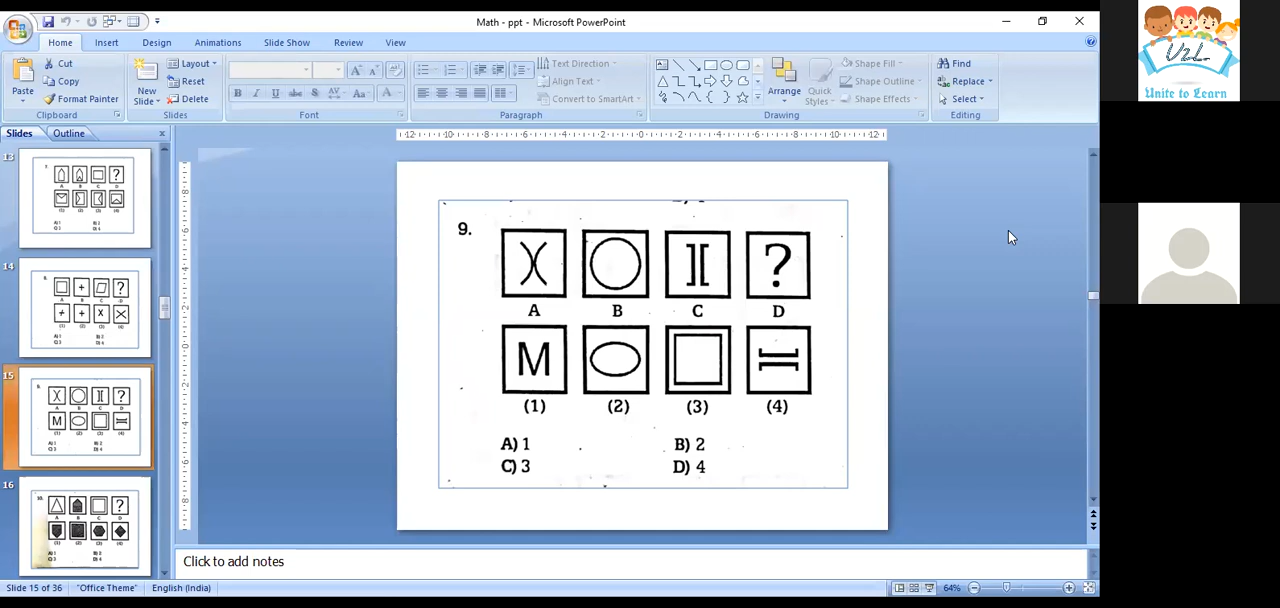 Math - ppt - Microsoft PowerPoint
Home Insert Design Animations Slide Show Review View
Paste
Cut
Copy
Format Painter
Clipboard
New Slide
Layout
Reset
Delete
Slides
B I U abc S AV Aa A
Font
Text Direction
Align Text
Convert to SmartArt
Paragraph
Arrange
Quick Styles
Shape Fill
Shape Outline
Shape Effects
Drawing
Find
Replace
Select
Editing
Slides Outline
13
14
15
16
9.
?
A B C D
M
(1) (2) (3) (4)
A) 1 B) 2
C) 3 D) 4
Click to add notes
Slide 15 of 36 "Office Theme" English (India) 64%
U2L
Unite to Learn